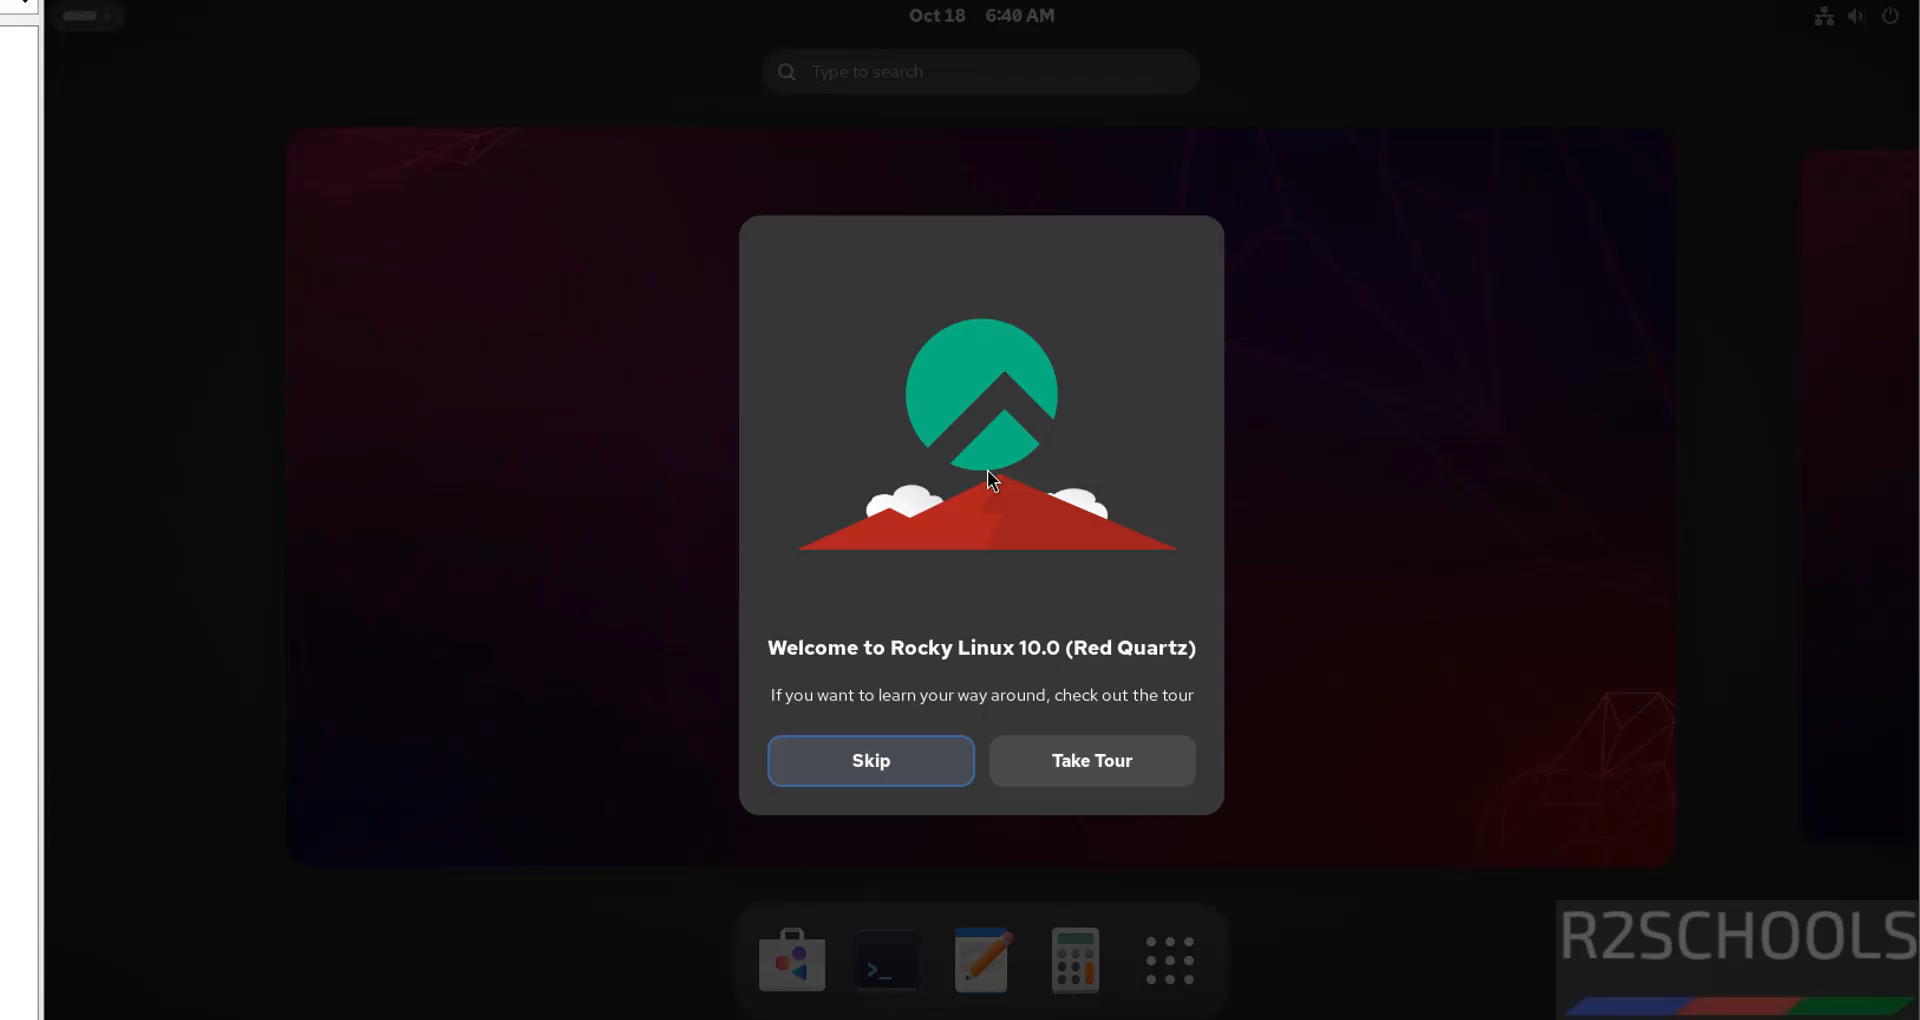 Oct 18 6:40 AM
Type to search
Welcome to Rocky Linux 10.0 (Red Quartz)
If you want to learn your way around, check out the tour
Skip
Take Tour
>_
R2SCHOOLS